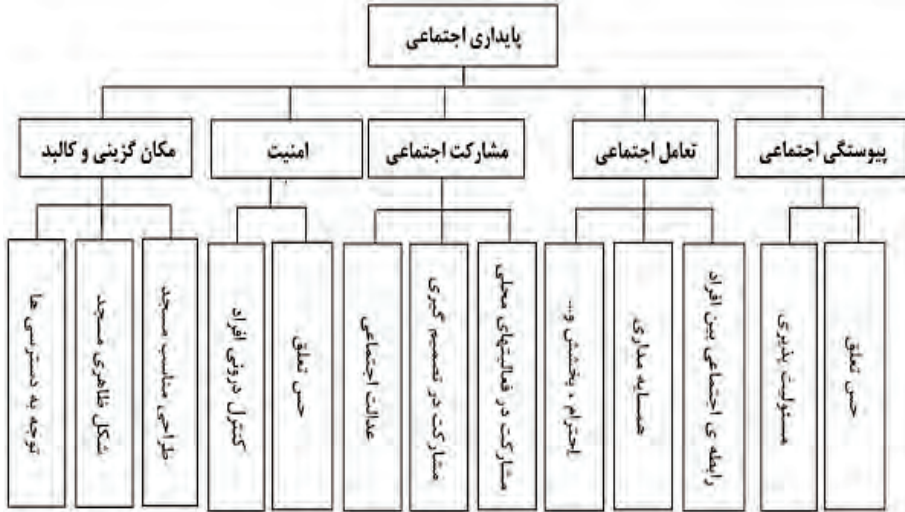 پایداری اجتماعی
پیوستگی اجتماعی
تعامل اجتماعی
مشارکت اجتماعی
امنیت
مکان گزینی و کالبد
حس تعلق
مسئولیت پذیری
رابطه ی اجتماعی بین افراد
همسایه مداری
احترام ، بخشش و...
مشارکت در فعالیتهای محلی
مشارکت در تصمیم گیری
عدالت اجتماعی
حس تعلق
کنترل درونی افراد
طراحی مناسب مسجد
شکل ظاهری مسجد
توجه به دسترسی ها